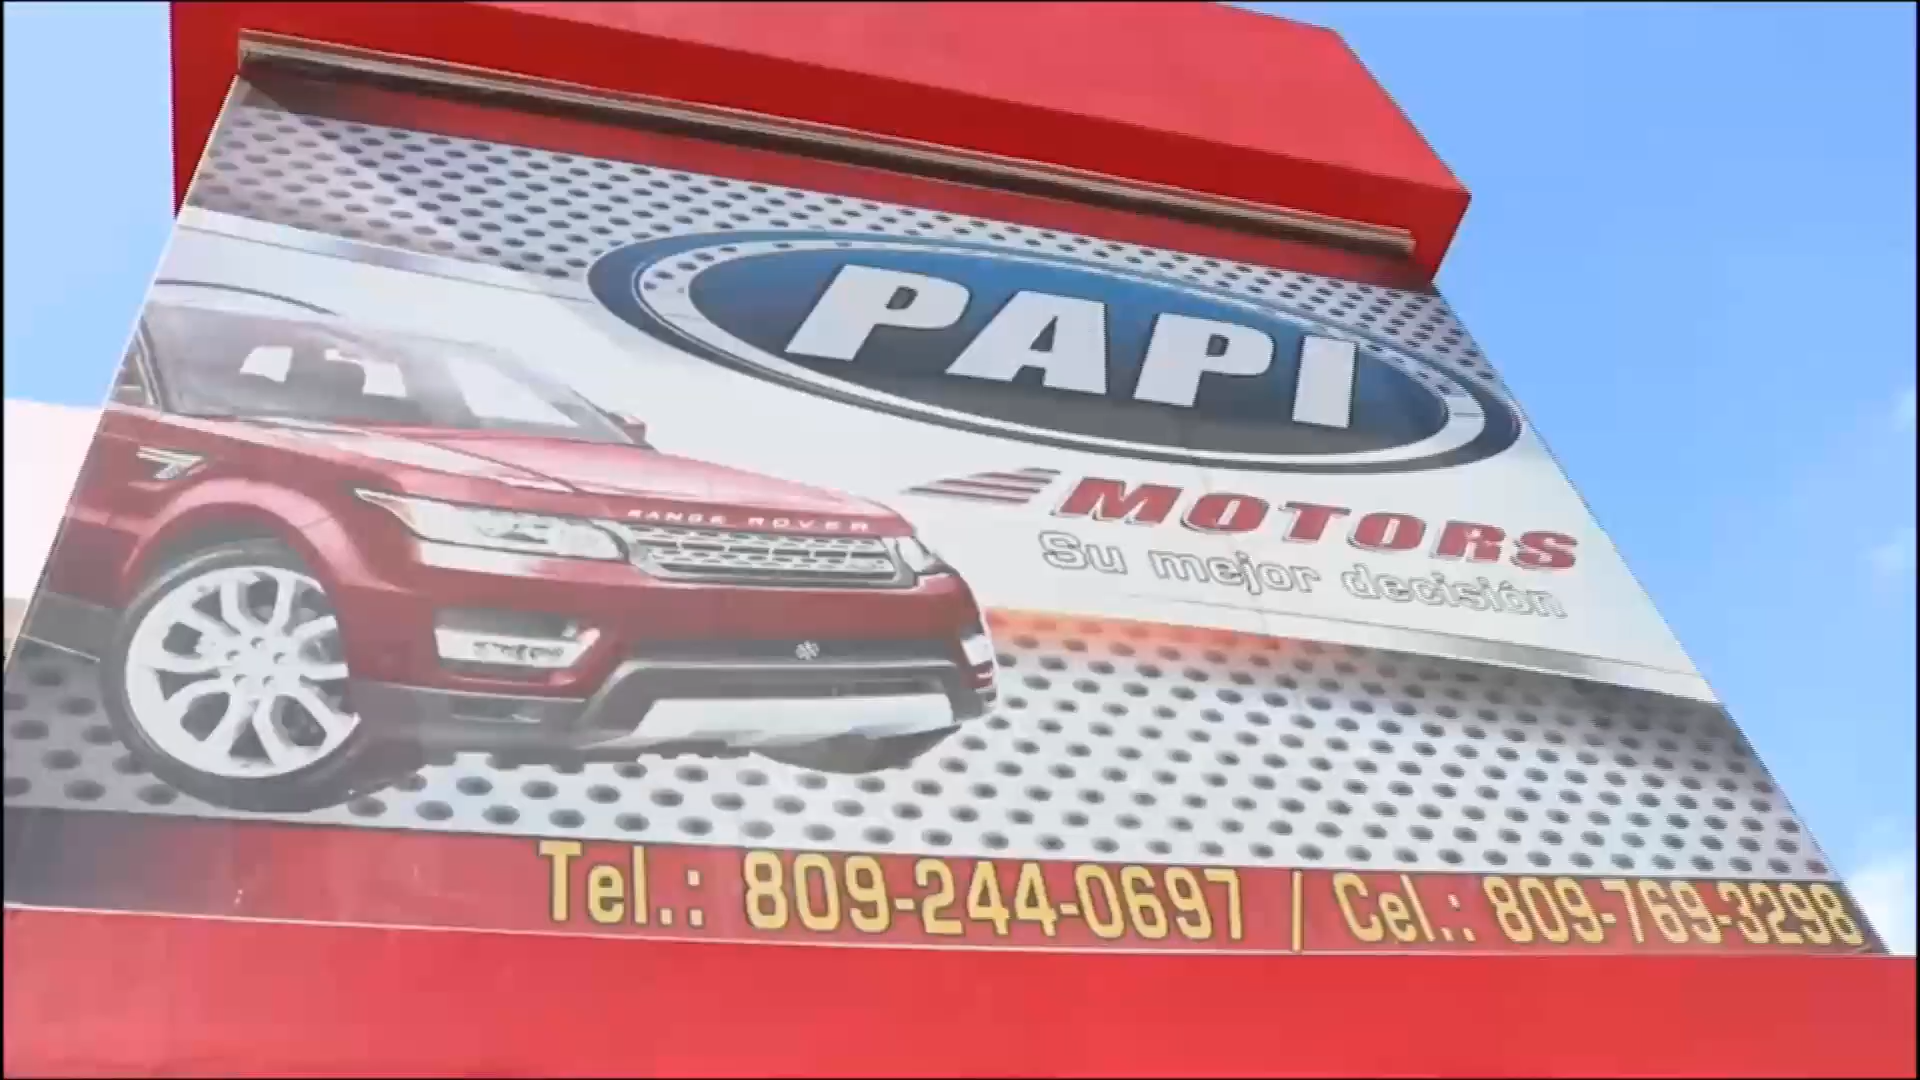 PAPI
MOTORS
Su mejor decisión
RANGE ROVER
Tel.: 809-244-0697 / Cel.: 809-769-3298